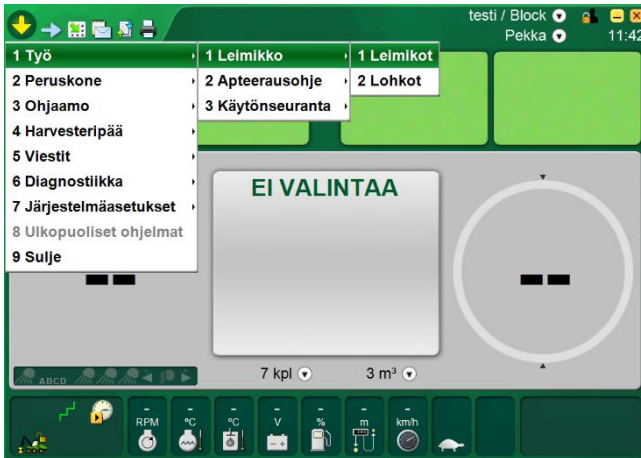 testi / Block
Pekka 11:42
1 Työ
2 Peruskone
3 Ohjaamo
4 Harvesteripää
5 Viestit
6 Diagnostiikka
7 Järjestelmäasetukset
8 Ulkopuoliset ohjelmat
9 Sulje
1 Leimikko
2 Apteerausohje
3 Käytönseuranta
1 Leimikot
2 Lohkot
EI VALINTAA
-- --
ABCD
7 kpl 3 m³
- - - - - - -
RPM °C °C V % m km/h